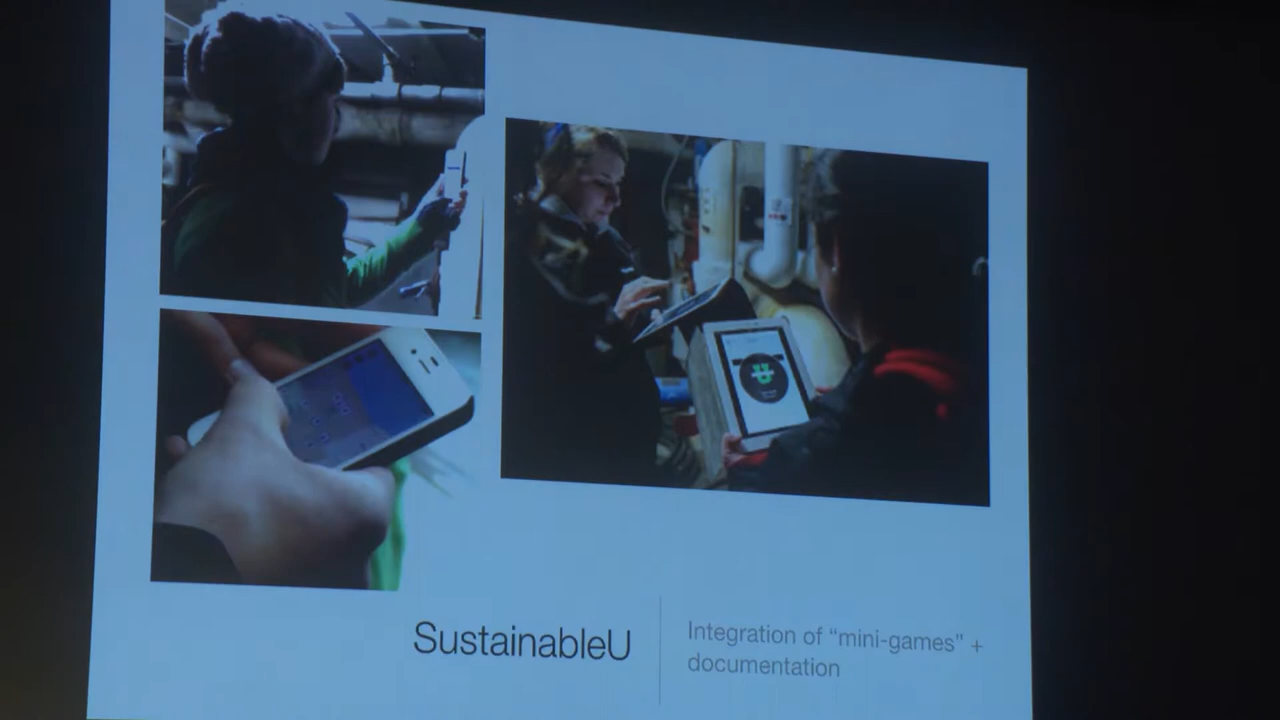 SustainableU
Integration of “mini-games” +
documentation